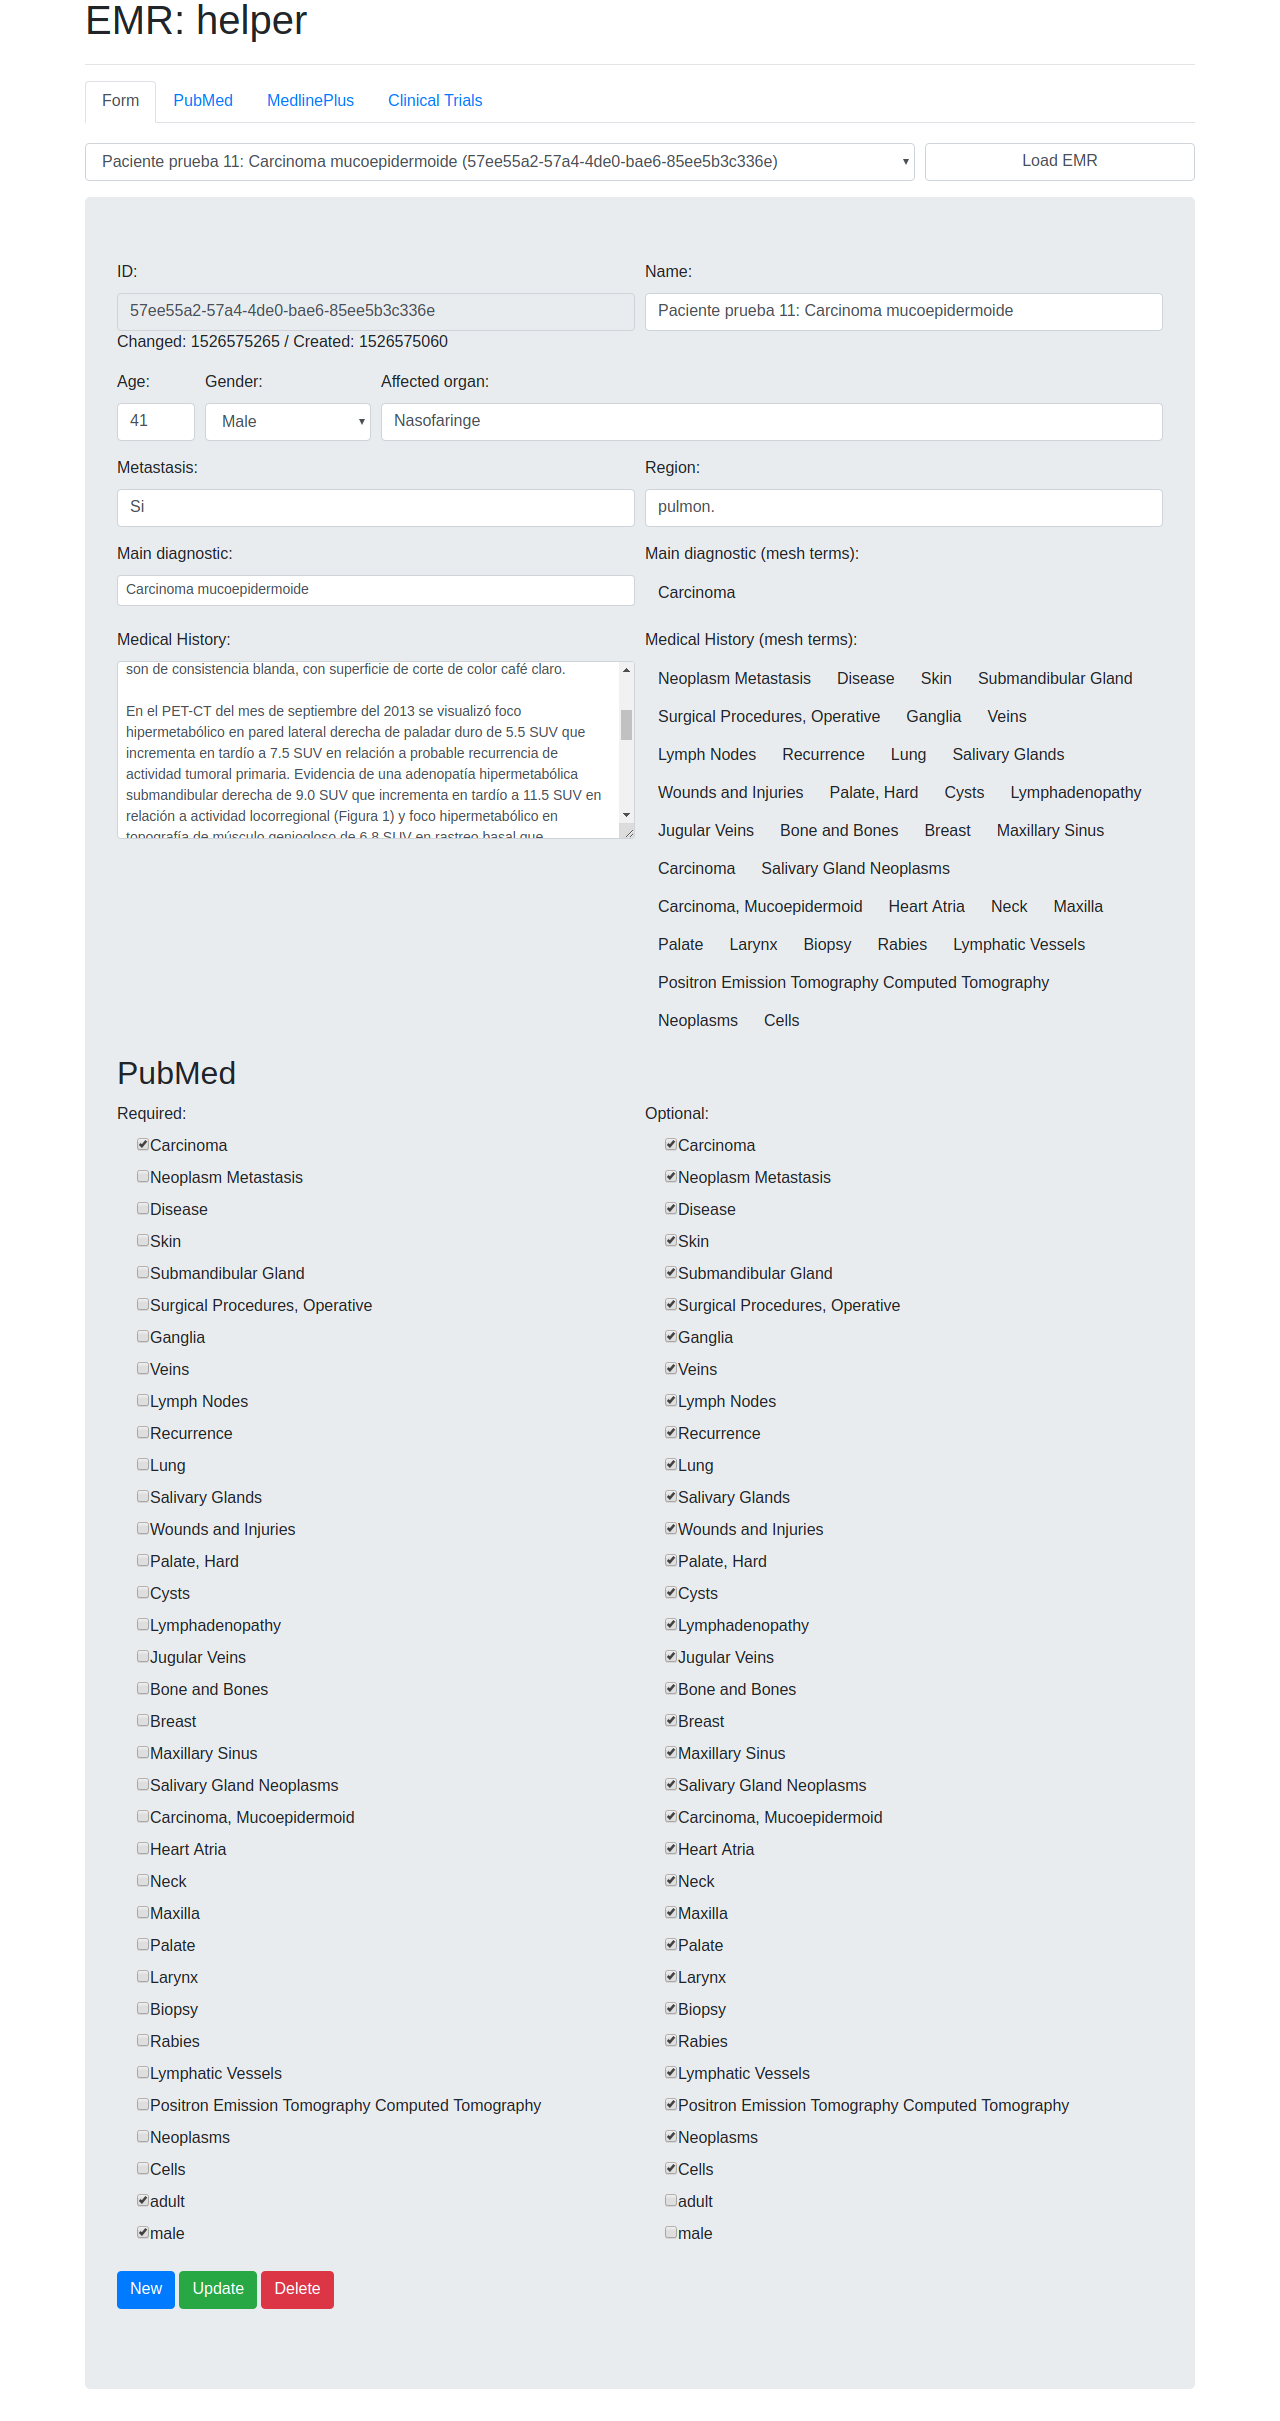 EMR: helper
Form PubMed MedlinePlus Clinical Trials
Paciente prueba 11: Carcinoma mucoepidermoide (57ee55a2-57a4-4de0-bae6-85ee5b3c336e) Load EMR
ID: Name:
57ee55a2-57a4-4de0-bae6-85ee5b3c336e Paciente prueba 11: Carcinoma mucoepidermoide
Changed: 1526575265 / Created: 1526575060
Age: Gender: Affected organ:
41 Male Nasofaringe
Metastasis: Region:
Si pulmon.
Main diagnostic: Main diagnostic (mesh terms):
Carcinoma mucoepidermoide Carcinoma
Medical History:
son de consistencia blanda, con superficie de corte de color café claro.
En el PET-CT del mes de septiembre del 2013 se visualizó foco
hipermetabólico en pared lateral derecha de paladar duro de 5.5 SUV que
incrementa en tardío a 7.5 SUV en relación a probable recurrencia de
actividad tumoral primaria. Evidencia de una adenopatía hipermetabólica
submandibular derecha de 9.0 SUV que incrementa en tardío a 11.5 SUV en
relación a actividad locorregional (Figura 1) y foco hipermetabólico en
topografía de músculo geniogloso de 6.8 SUV en rastreo basal que
Medical History (mesh terms):
Neoplasm Metastasis Disease Skin Submandibular Gland
Surgical Procedures, Operative Ganglia Veins
Lymph Nodes Recurrence Lung Salivary Glands
Wounds and Injuries Palate, Hard Cysts Lymphadenopathy
Jugular Veins Bone and Bones Breast Maxillary Sinus
Carcinoma Salivary Gland Neoplasms
Carcinoma, Mucoepidermoid Heart Atria Neck Maxilla
Palate Larynx Biopsy Rabies Lymphatic Vessels
Positron Emission Tomography Computed Tomography
Neoplasms Cells
PubMed
Required:
Carcinoma
Neoplasm Metastasis
Disease
Skin
Submandibular Gland
Surgical Procedures, Operative
Ganglia
Veins
Lymph Nodes
Recurrence
Lung
Salivary Glands
Wounds and Injuries
Palate, Hard
Cysts
Lymphadenopathy
Jugular Veins
Bone and Bones
Breast
Maxillary Sinus
Salivary Gland Neoplasms
Carcinoma, Mucoepidermoid
Heart Atria
Neck
Maxilla
Palate
Larynx
Biopsy
Rabies
Lymphatic Vessels
Positron Emission Tomography Computed Tomography
Neoplasms
Cells
adult
male
Optional:
Carcinoma
Neoplasm Metastasis
Disease
Skin
Submandibular Gland
Surgical Procedures, Operative
Ganglia
Veins
Lymph Nodes
Recurrence
Lung
Salivary Glands
Wounds and Injuries
Palate, Hard
Cysts
Lymphadenopathy
Jugular Veins
Bone and Bones
Breast
Maxillary Sinus
Salivary Gland Neoplasms
Carcinoma, Mucoepidermoid
Heart Atria
Neck
Maxilla
Palate
Larynx
Biopsy
Rabies
Lymphatic Vessels
Positron Emission Tomography Computed Tomography
Neoplasms
Cells
adult
male
New Update Delete